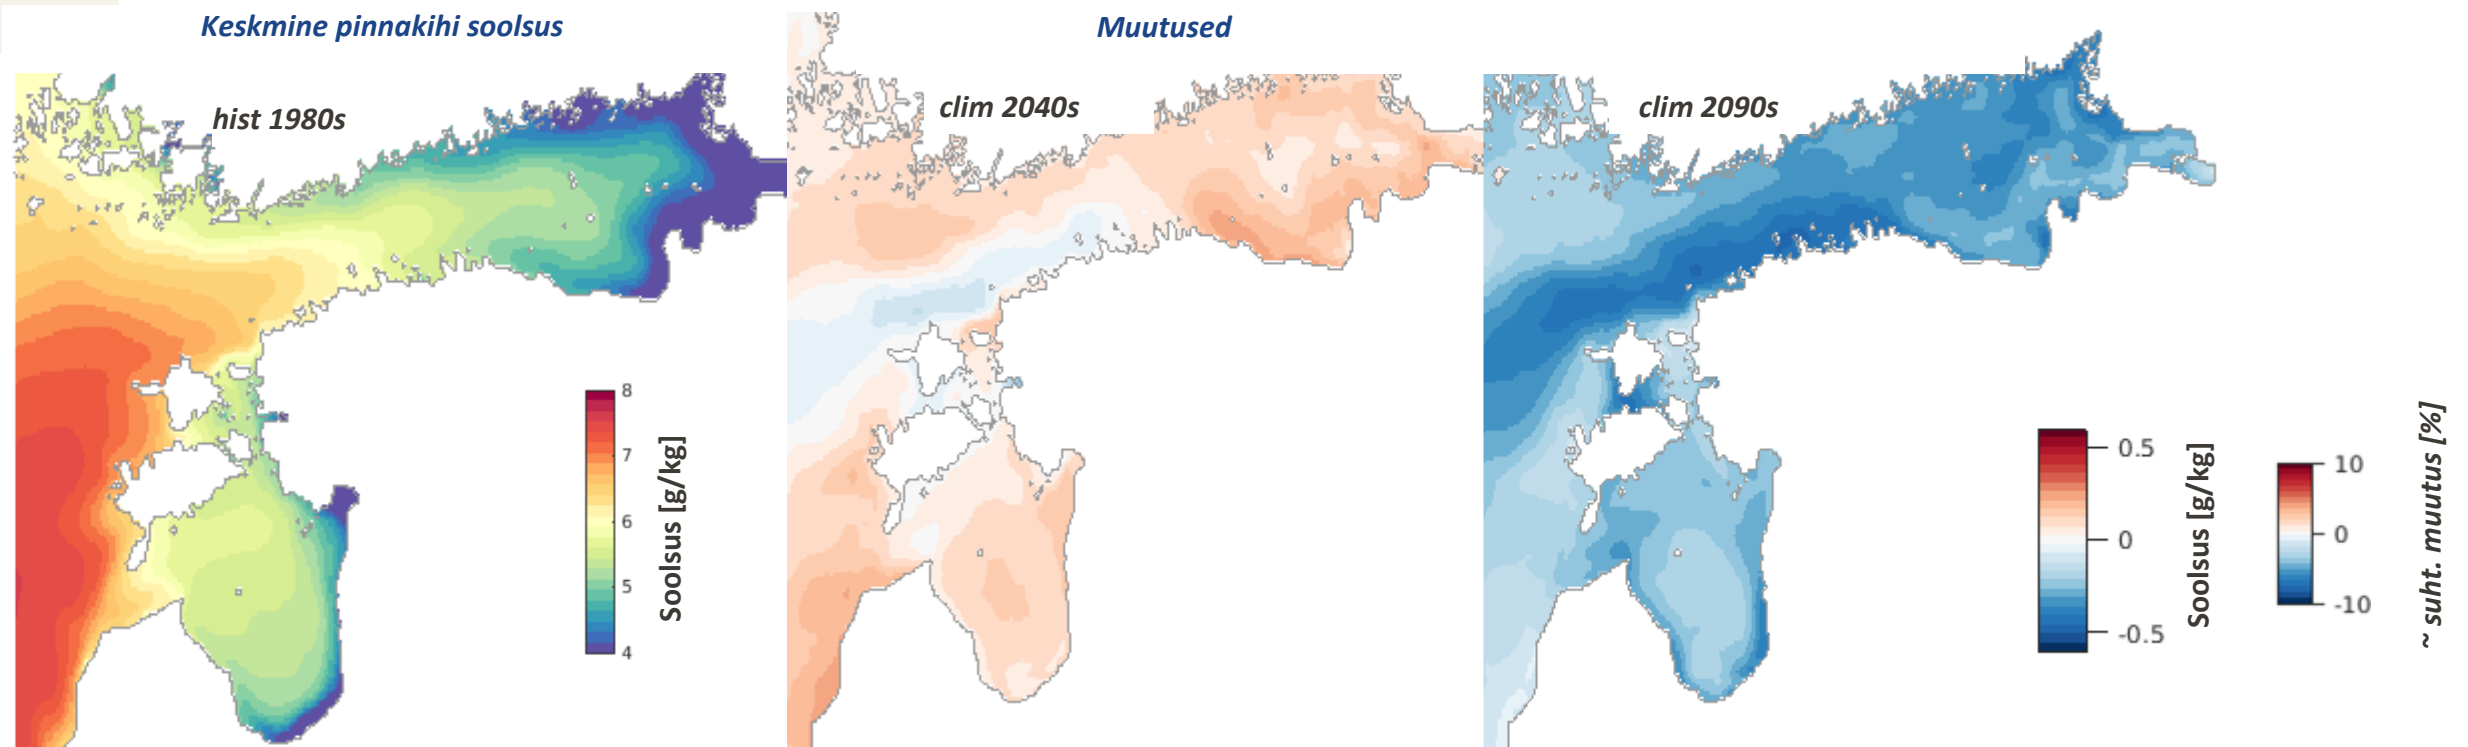 Keskmine pinnakihi soolsus
Muutused
hist 1980s
clim 2040s
clim 2090s
8
7
6
5
4
Soolsus [g/kg]
0.5
0
-0.5
Soolsus [g/kg]
10
0
-10
~ suht. muutus [%]